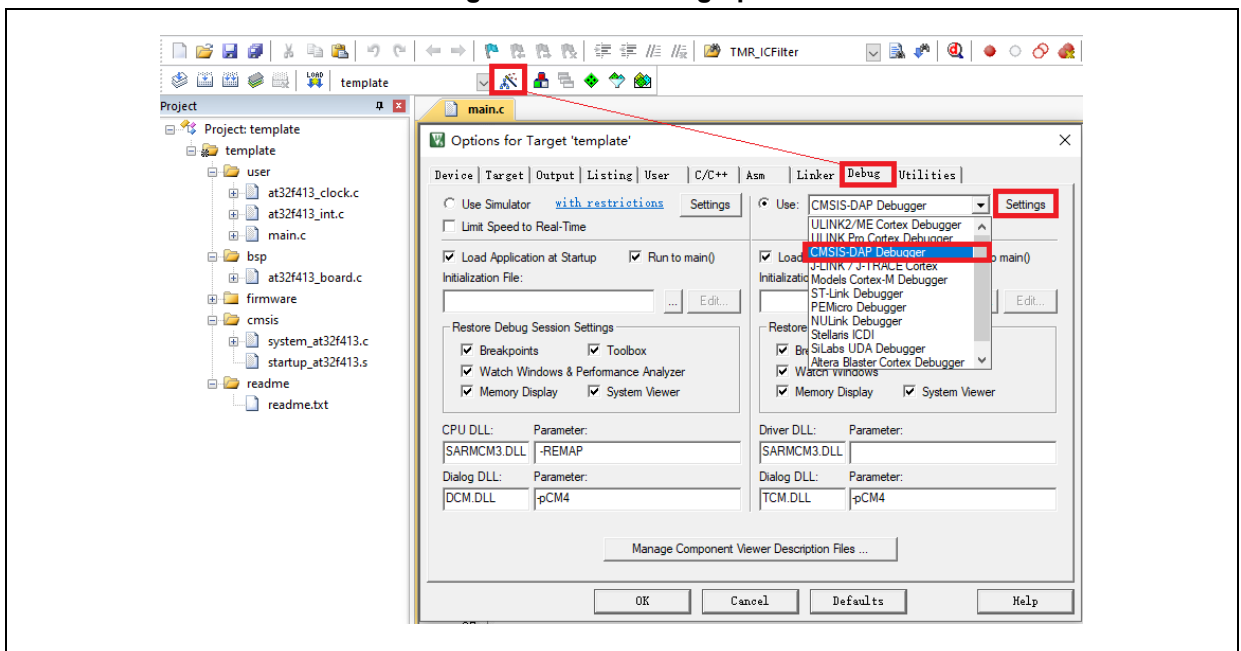 TMR_ICFilter
LOAD
template
Project
main.c
Project: template
template
user
at32f413_clock.c
at32f413_int.c
main.c
bsp
at32f413_board.c
firmware
cmsis
system_at32f413.c
startup_at32f413.s
readme
readme.txt
Options for Target 'template'
Device Target Output Listing User C/C++ Asm Linker Debug Utilities
Use Simulator with restrictions Settings
Limit Speed to Real-Time
Load Application at Startup Run to main()
Initialization File:
... Edit...
Restore Debug Session Settings
Breakpoints Toolbox
Watch Windows & Performance Analyzer
Memory Display System Viewer
CPU DLL: Parameter:
SARMCM3.DLL -REMAP
Dialog DLL: Parameter:
DCM.DLL -pCM4
Use: CMSIS-DAP Debugger Settings
ULINK2/ME Cortex Debugger
ULINK Pro Cortex Debugger
CMSIS-DAP Debugger
J-LINK / J-TRACE Cortex
Models Cortex-M Debugger
ST-Link Debugger
PEMicro Debugger
NULink Debugger
Stellaris ICDI
SiLabs UDA Debugger
Altera Blaster Cortex Debugger
Load o main()
Edit...
Restore
Watch Windows
Memory Display System Viewer
Driver DLL: Parameter:
SARMCM3.DLL
Dialog DLL: Parameter:
TCM.DLL -pCM4
Manage Component Viewer Description Files ...
OK Cancel Defaults Help